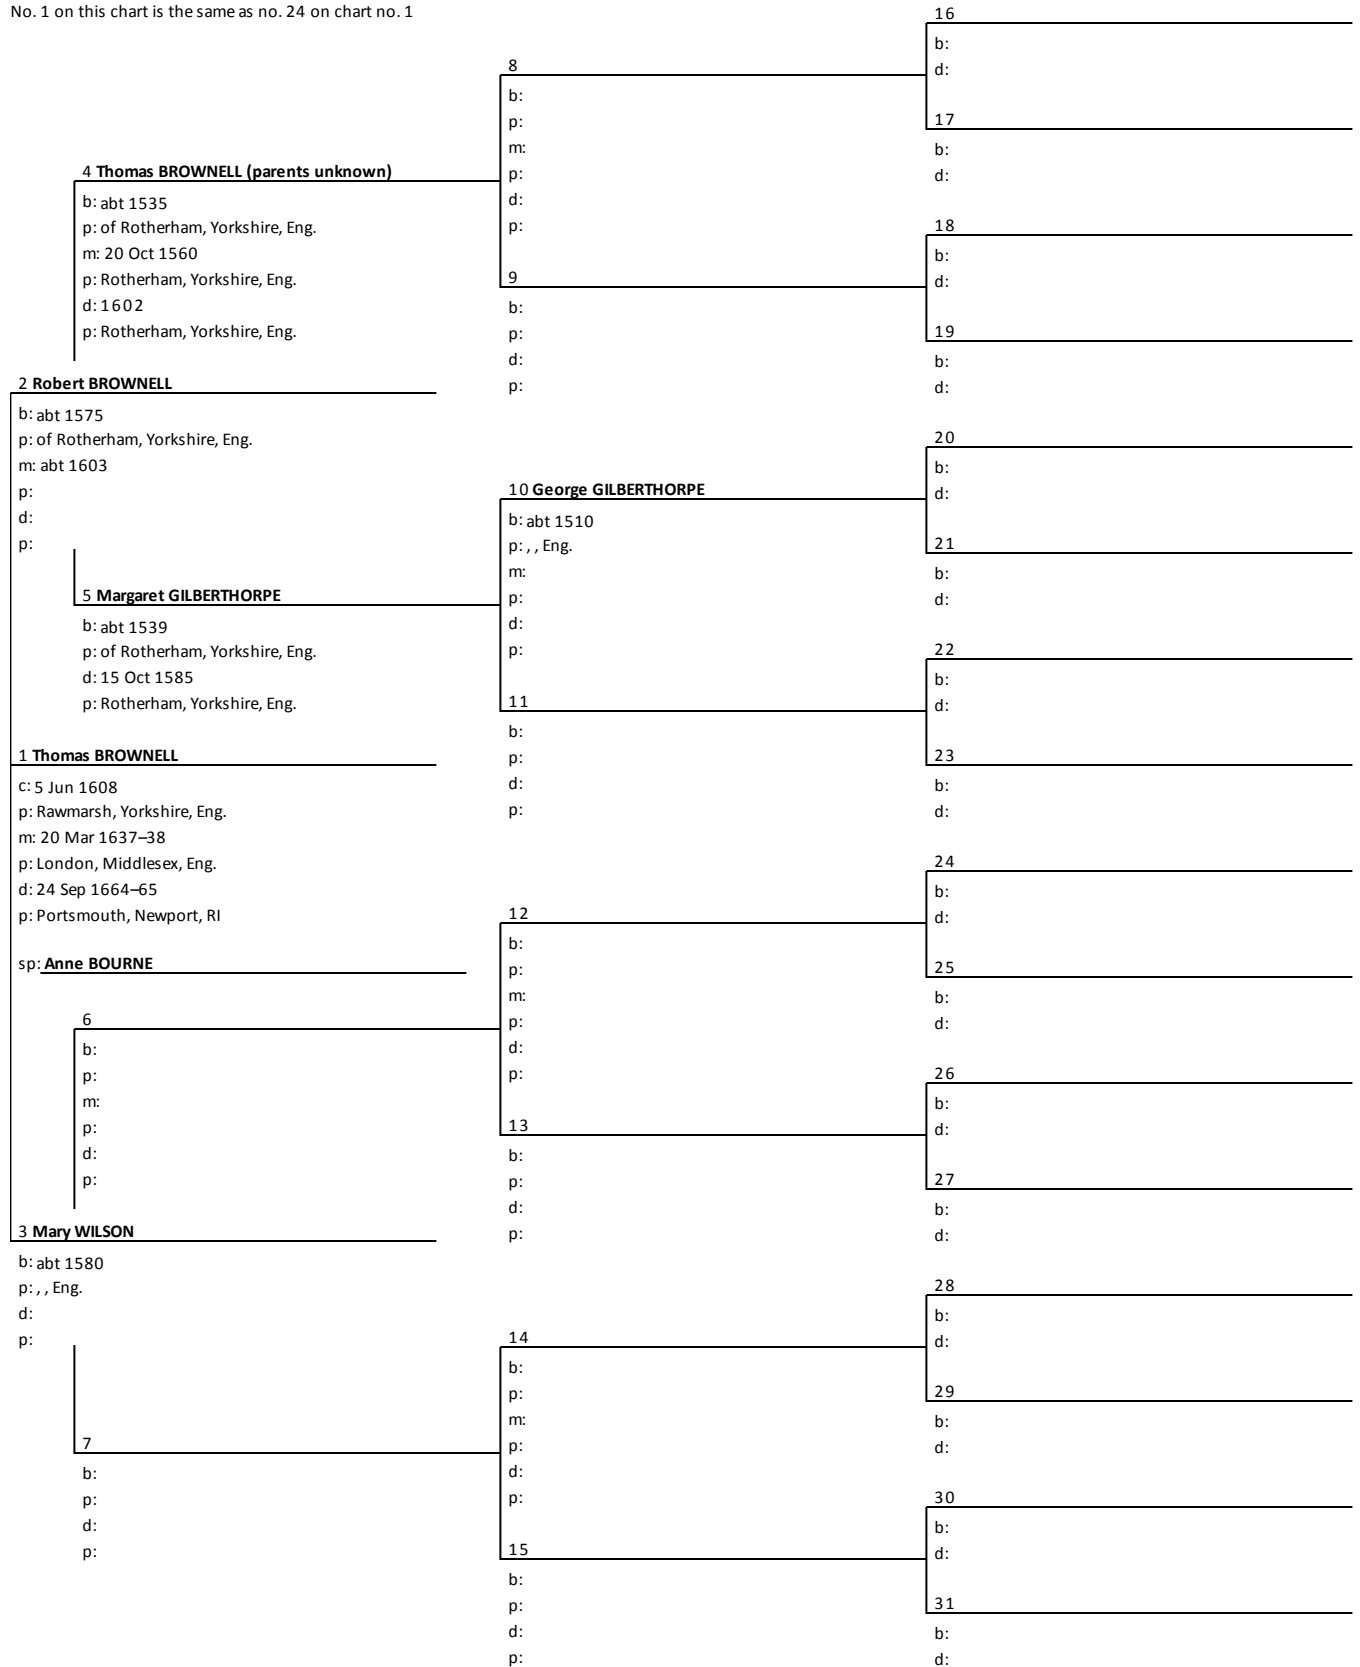 No. 1 on this chart is the same as no. 24 on chart no. 1
4 Thomas BROWNELL (parents unknown)
b: abt 1535
p: of Rotherham, Yorkshire, Eng.
m: 20 Oct 1560
p: Rotherham, Yorkshire, Eng.
d: 1602
p: Rotherham, Yorkshire, Eng.
2 Robert BROWNELL
b: abt 1575
p: of Rotherham, Yorkshire, Eng.
m: abt 1603
p:
d:
p:
5 Margaret GILBERTHORPE
b: abt 1539
p: of Rotherham, Yorkshire, Eng.
d: 15 Oct 1585
p: Rotherham, Yorkshire, Eng.
1 Thomas BROWNELL
c: 5 Jun 1608
p: Rawmarsh, Yorkshire, Eng.
m: 20 Mar 1637–38
p: London, Middlesex, Eng.
d: 24 Sep 1664–65
p: Portsmouth, Newport, RI
sp: Anne BOURNE
6
b:
p:
m:
p:
d:
p:
3 Mary WILSON
b: abt 1580
p: , , Eng.
d:
p:
7
b:
p:
d:
p:
8
b:
p:
m:
p:
d:
p:
9
b:
p:
d:
p:
10 George GILBERTHORPE
b: abt 1510
p: , , Eng.
m:
p:
d:
p:
11
b:
p:
d:
p:
12
b:
p:
m:
p:
d:
p:
13
b:
p:
d:
p:
14
b:
p:
m:
p:
d:
p:
15
b:
p:
d:
p:
16
b:
d:
17
b:
d:
18
b:
d:
19
b:
d:
20
b:
d:
21
b:
d:
22
b:
d:
23
b:
d:
24
b:
d:
25
b:
d:
26
b:
d:
27
b:
d:
28
b:
d:
29
b:
d:
30
b:
d:
31
b:
d: